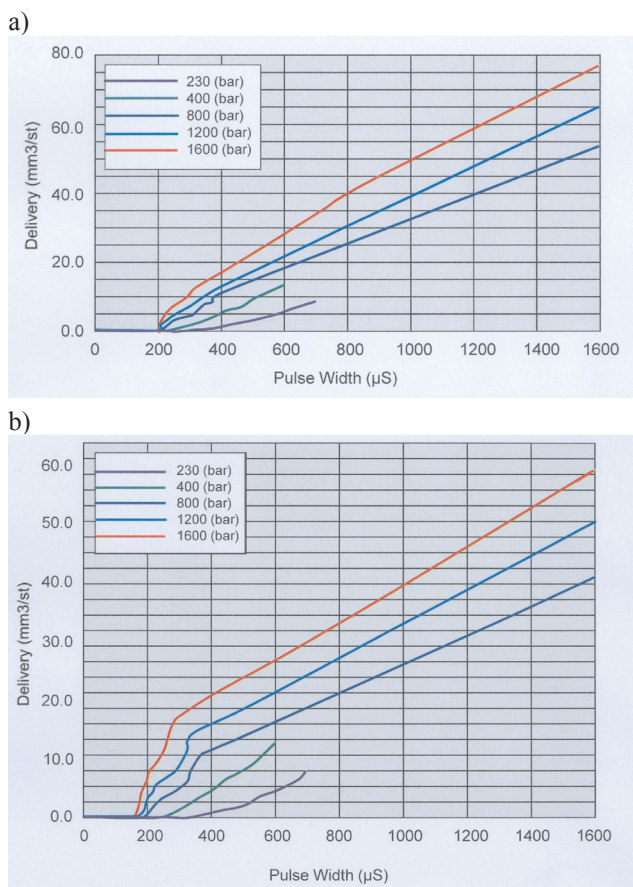 a)
80.0
230 (bar)
400 (bar)
800 (bar)
1200 (bar)
1600 (bar)
60.0
40.0
20.0
0.0
Delivery (mm3/st)
0 200 400 600 800 1000 1200 1400 1600
Pulse Width (µS)
b)
60.0
230 (bar)
400 (bar)
800 (bar)
1200 (bar)
1600 (bar)
50.0
40.0
30.0
20.0
10.0
0.0
Delivery (mm3/st)
0 200 400 600 800 1000 1200 1400 1600
Pulse Width (µS)